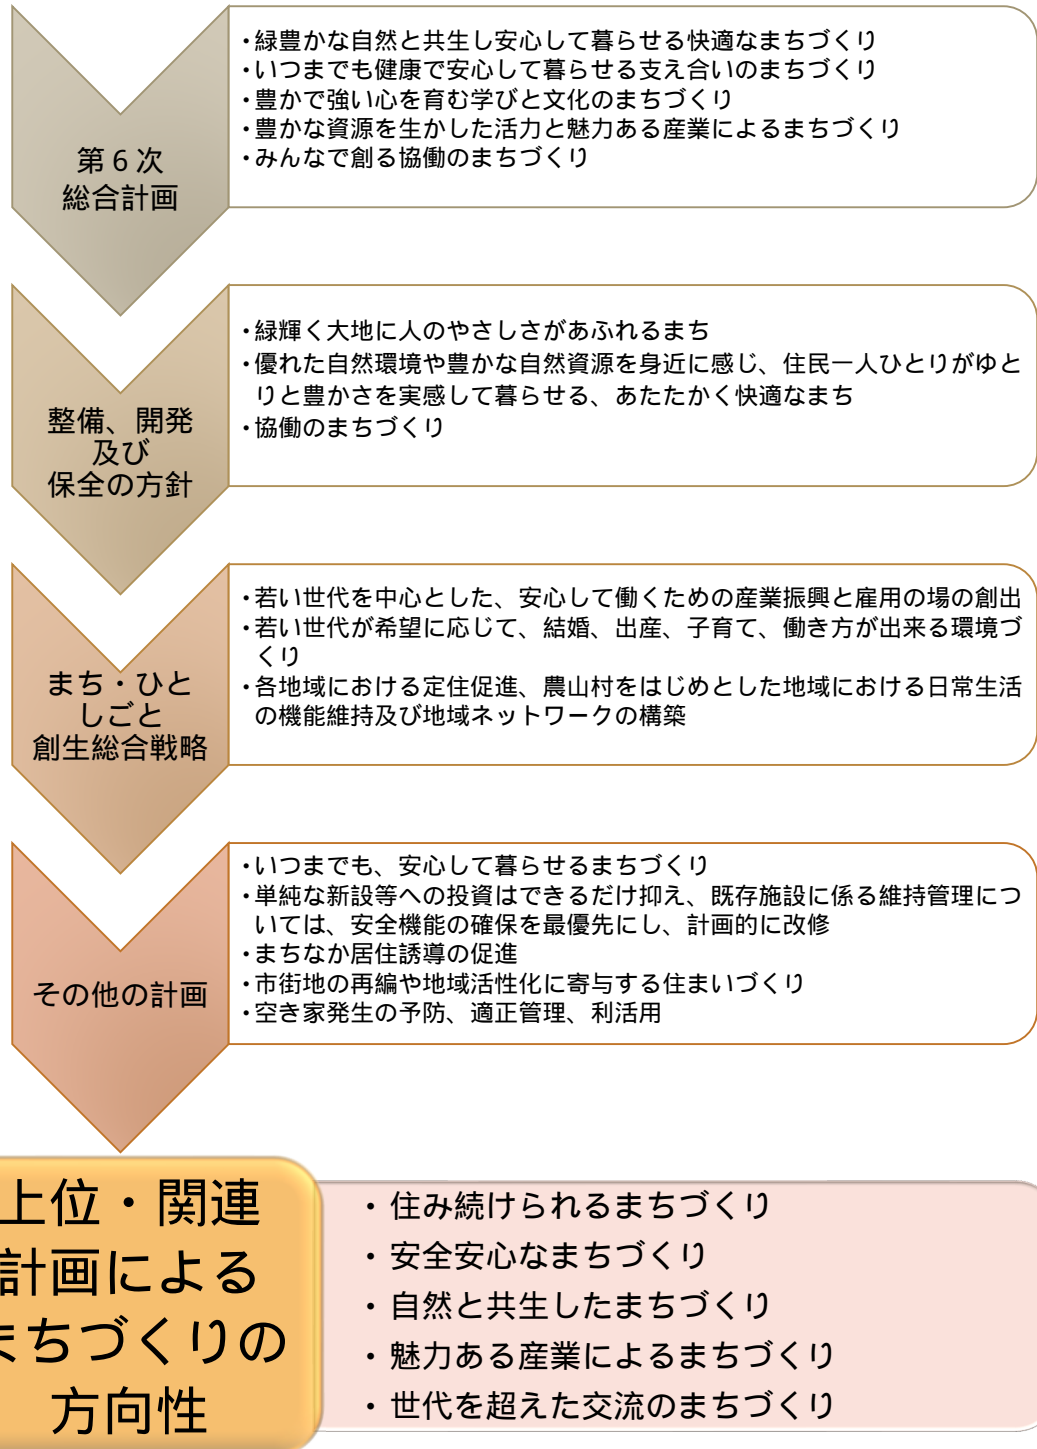 第6次
総合計画
・緑豊かな自然と共生し安心して暮らせる快適なまちづくり
・いつまでも健康で安心して暮らせる支え合いのまちづくり
・豊かで強い心を育む学びと文化のまちづくり
・豊かな資源を生かした活力と魅力ある産業によるまちづくり
・みんなで創る協働のまちづくり
整備、開発
及び
保全の方針
・緑輝く大地に人のやさしさがあふれるまち
・優れた自然環境や豊かな自然資源を身近に感じ、住民一人ひとりがゆと
りと豊かさを実感して暮らせる、あたたかく快適なまち
・協働のまちづくり
まち・ひと
しごと
創生総合戦略
・若い世代を中心とした、安心して働くための産業振興と雇用の場の創出
・若い世代が希望に応じて、結婚、出産、子育て、働き方が出来る環境づ
くり
・各地域における定住促進、農山村をはじめとした地域における日常生活
の機能維持及び地域ネットワークの構築
その他の計画
・いつまでも、安心して暮らせるまちづくり
・単純な新設等への投資はできるだけ抑え、既存施設に係る維持管理につ
いては、安全機能の確保を最優先にし、計画的に改修
・まちなか居住誘導の促進
・市街地の再編や地域活性化に寄与する住まいづくり
・空き家発生の予防、適正管理、利活用
上位・関連
計画による
まちづくりの
方向性
・住み続けられるまちづくり
・安全安心なまちづくり
・自然と共生したまちづくり
・魅力ある産業によるまちづくり
・世代を超えた交流のまちづくり